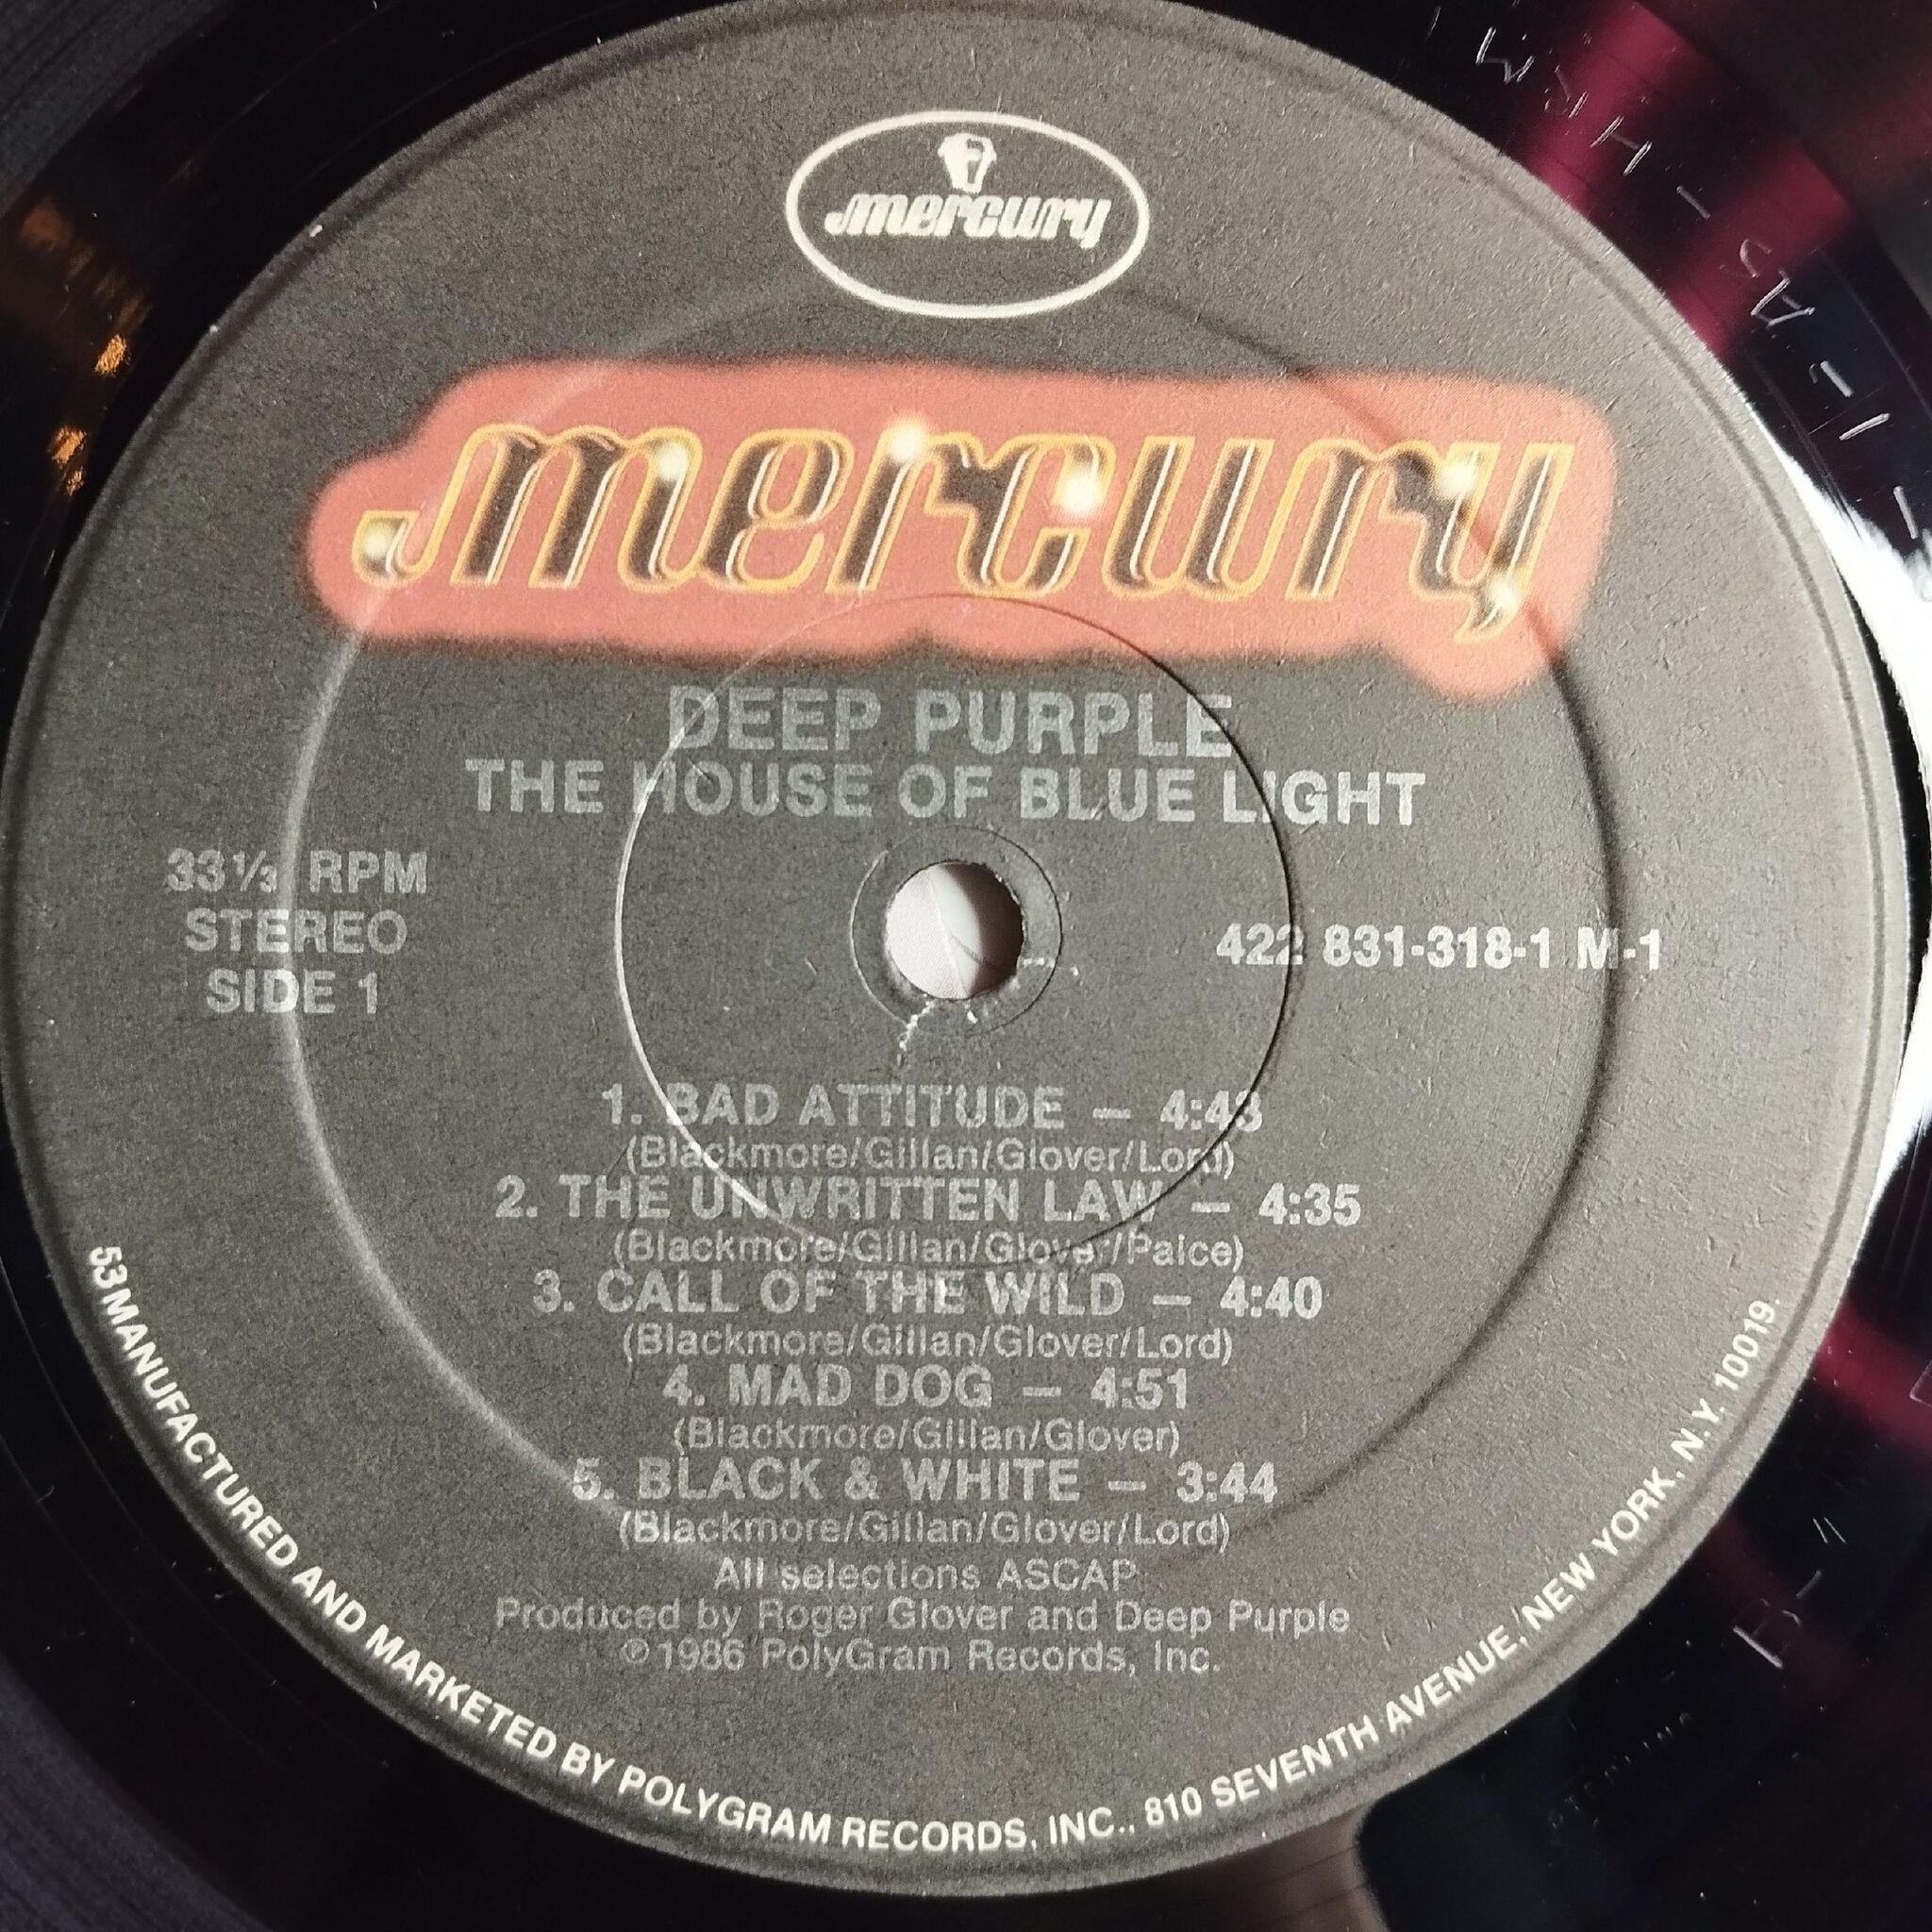 mercury
mercury
DEEP PURPLE
THE HOUSE OF BLUE LIGHT
33⅓ RPM
STEREO
SIDE 1
422 831-318-1 M-1
1. BAD ATTITUDE — 4:43
(Blackmore/Gillan/Glover/Lord)
2. THE UNWRITTEN LAW — 4:35
(Blackmore/Gillan/Glover/Paice)
3. CALL OF THE WILD — 4:40
(Blackmore/Gillan/Glover/Lord)
4. MAD DOG — 4:51
(Blackmore/Gillan/Glover)
5. BLACK & WHITE — 3:44
(Blackmore/Gillan/Glover/Lord)
All selections ASCAP
Produced by Roger Glover and Deep Purple
℗ 1986 PolyGram Records, Inc.
53 MANUFACTURED AND MARKETED BY POLYGRAM RECORDS, INC., 810 SEVENTH AVENUE, NEW YORK, N.Y. 10019.
STERLING